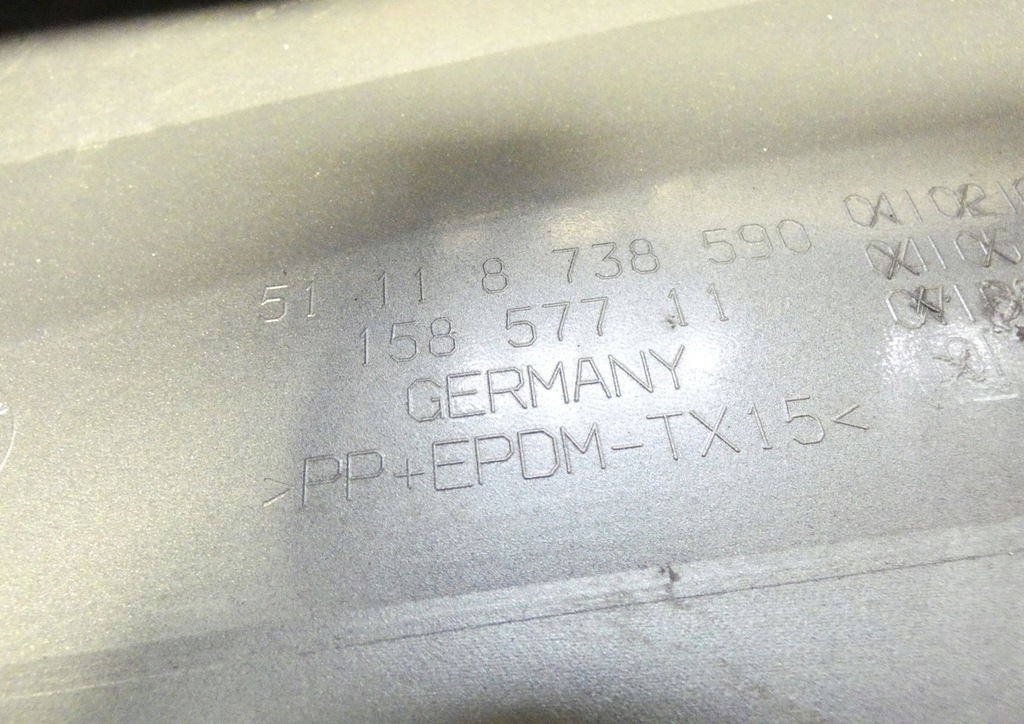 51 11 8 738 590
158 577 11
GERMANY
>PP+EPDM-TX15<